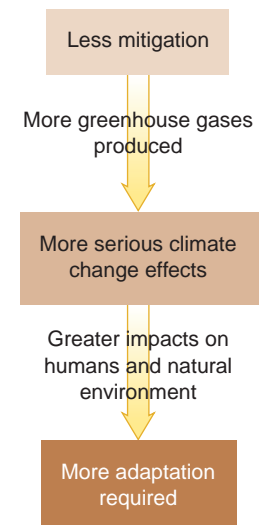 Less mitigation
More greenhouse gases
produced
More serious climate
change effects
Greater impacts on
humans and natural
environment
More adaptation
required